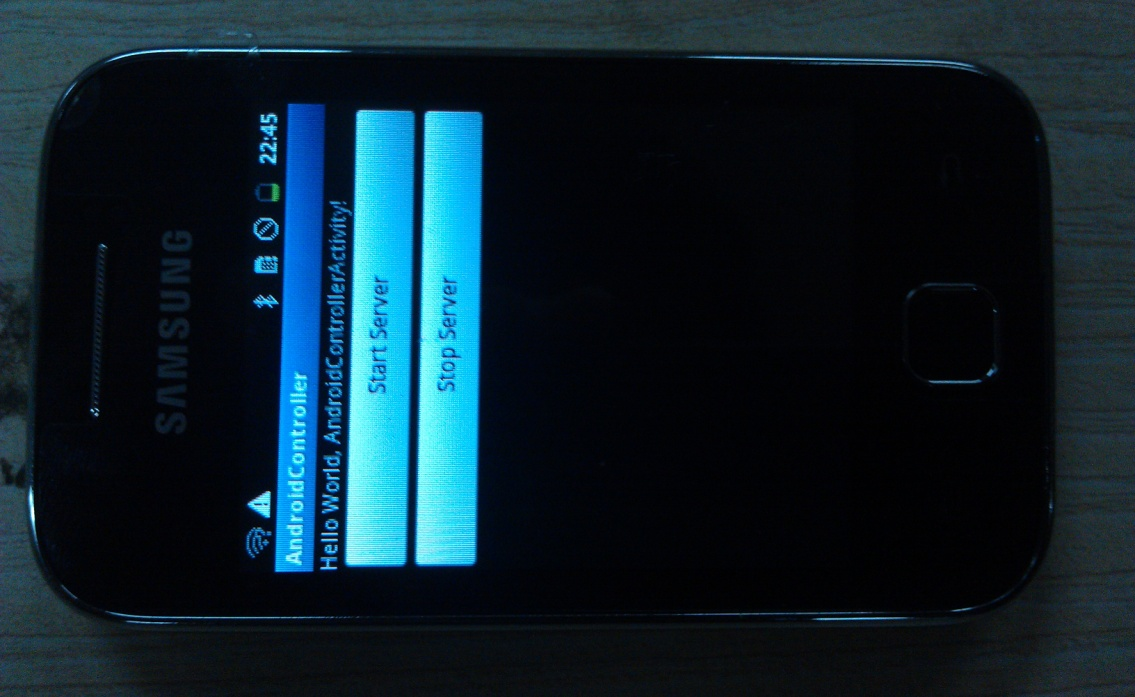 SAMSUNG
22:45
AndroidController
Hello World, AndroidControllerActivity!
Start Server
Stop Server